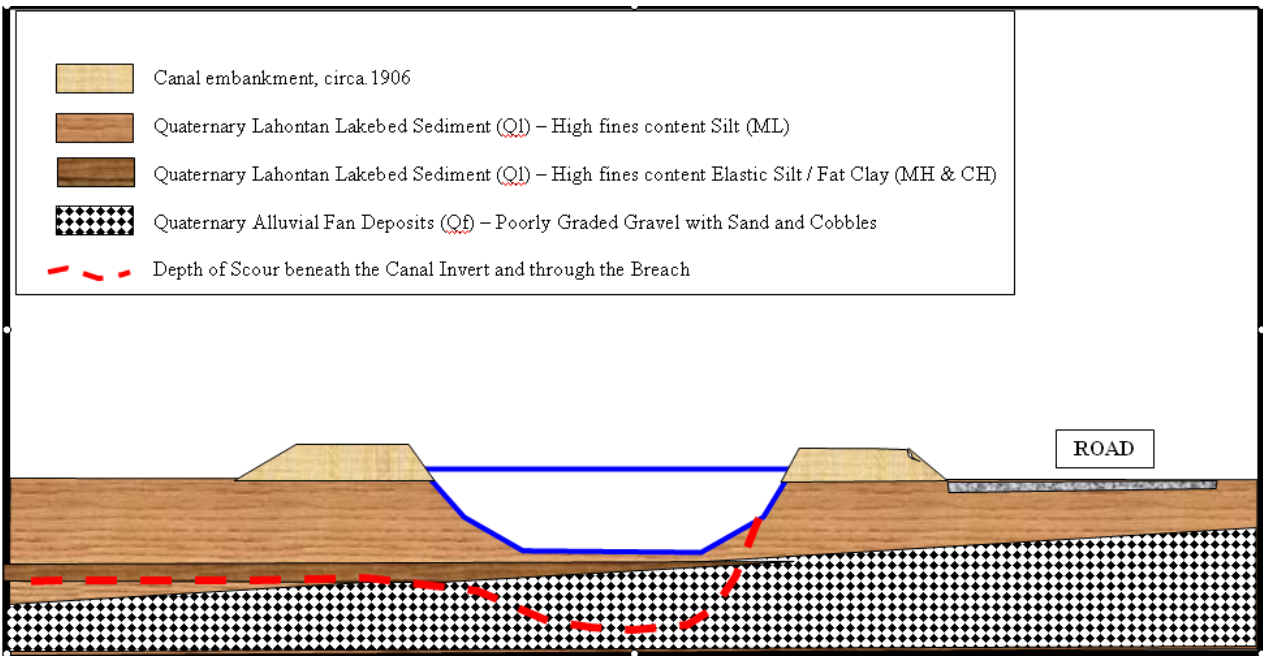 Canal embankment, circa.1906
Quaternary Lahontan Lakebed Sediment (Ql) – High fines content Silt (ML)
Quaternary Lahontan Lakebed Sediment (Ql) – High fines content Elastic Silt / Fat Clay (MH & CH)
Quaternary Alluvial Fan Deposits (Qf) – Poorly Graded Gravel with Sand and Cobbles
Depth of Scour beneath the Canal Invert and through the Breach
ROAD